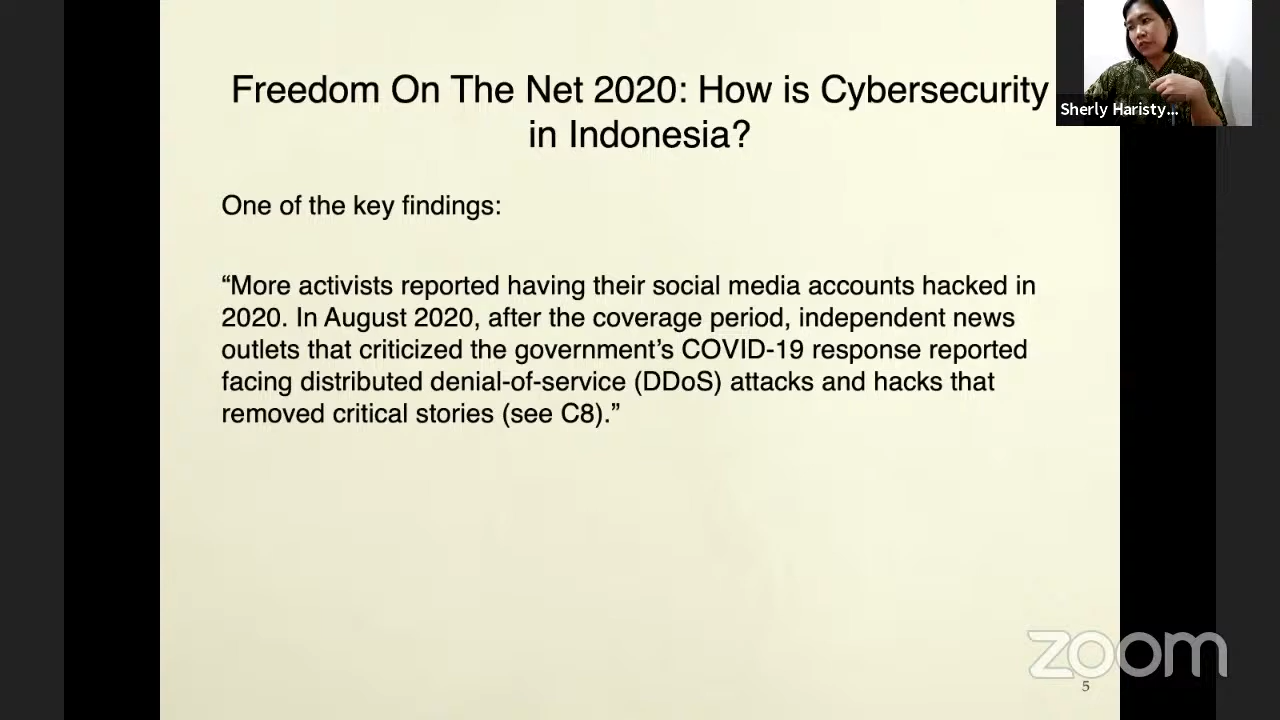 Freedom On The Net 2020: How is Cybersecurity
in Indonesia?
Sherly Haristy...
One of the key findings:
“More activists reported having their social media accounts hacked in
2020. In August 2020, after the coverage period, independent news
outlets that criticized the government’s COVID-19 response reported
facing distributed denial-of-service (DDoS) attacks and hacks that
removed critical stories (see C8).”
zoom
5